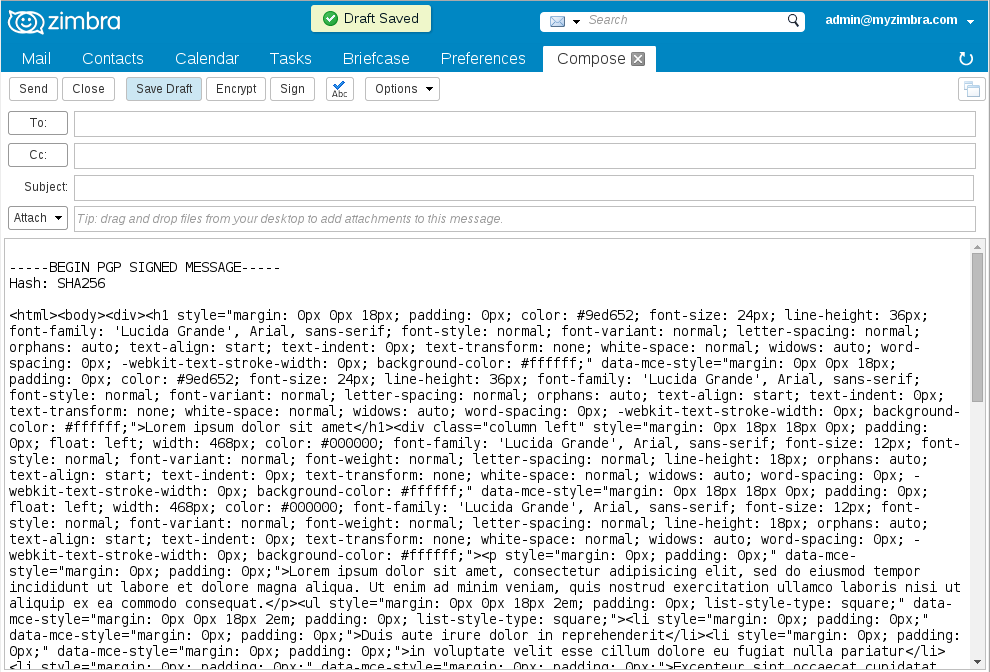 zimbra
Draft Saved
Search
admin@myzimbra.com
Mail Contacts Calendar Tasks Briefcase Preferences Compose
Send Close Save Draft Encrypt Sign Abc Options
To:
Cc:
Subject:
Attach Tip: drag and drop files from your desktop to add attachments to this message.
-----BEGIN PGP SIGNED MESSAGE-----
Hash: SHA256
<html><body><div><h1 style="margin: 0px 0px 18px; padding: 0px; color: #9ed652; font-size: 24px; line-height: 36px;
font-family: 'Lucida Grande', Arial, sans-serif; font-style: normal; font-variant: normal; letter-spacing: normal;
orphans: auto; text-align: start; text-indent: 0px; text-transform: none; white-space: normal; widows: auto; word-
spacing: 0px; -webkit-text-stroke-width: 0px; background-color: #ffffff;" data-mce-style="margin: 0px 0px 18px;
padding: 0px; color: #9ed652; font-size: 24px; line-height: 36px; font-family: 'Lucida Grande', Arial, sans-serif;
font-style: normal; font-variant: normal; letter-spacing: normal; orphans: auto; text-align: start; text-indent: 0px;
text-transform: none; white-space: normal; widows: auto; word-spacing: 0px; -webkit-text-stroke-width: 0px; background-
color: #ffffff;">Lorem ipsum dolor sit amet</h1><div class="column left" style="margin: 0px 18px 18px 0px; padding:
0px; float: left; width: 468px; color: #000000; font-family: 'Lucida Grande', Arial, sans-serif; font-size: 12px; font-
style: normal; font-variant: normal; font-weight: normal; letter-spacing: normal; line-height: 18px; orphans: auto;
text-align: start; text-indent: 0px; text-transform: none; white-space: normal; widows: auto; word-spacing: 0px; -
webkit-text-stroke-width: 0px; background-color: #ffffff;" data-mce-style="margin: 0px 18px 18px 0px; padding: 0px;
float: left; width: 468px; color: #000000; font-family: 'Lucida Grande', Arial, sans-serif; font-size: 12px; font-
style: normal; font-variant: normal; font-weight: normal; letter-spacing: normal; line-height: 18px; orphans: auto;
text-align: start; text-indent: 0px; text-transform: none; white-space: normal; widows: auto; word-spacing: 0px; -
webkit-text-stroke-width: 0px; background-color: #ffffff;"><p style="margin: 0px; padding: 0px;" data-mce-
style="margin: 0px; padding: 0px;">Lorem ipsum dolor sit amet, consectetur adipisicing elit, sed do eiusmod tempor
incididunt ut labore et dolore magna aliqua. Ut enim ad minim veniam, quis nostrud exercitation ullamco laboris nisi ut
aliquip ex ea commodo consequat.</p><ul style="margin: 0px 0px 18px 2em; padding: 0px; list-style-type: square;" data-
mce-style="margin: 0px 0px 18px 2em; padding: 0px; list-style-type: square;"><li style="margin: 0px; padding: 0px;"
data-mce-style="margin: 0px; padding: 0px;">Duis aute irure dolor in reprehenderit</li><li style="margin: 0px; padding:
0px;" data-mce-style="margin: 0px; padding: 0px;">in voluptate velit esse cillum dolore eu fugiat nulla pariatur</li>
<li style="margin: 0px; padding: 0px;" data-mce-style="margin: 0px; padding: 0px;">Excepteur sint occaecat cupidatat